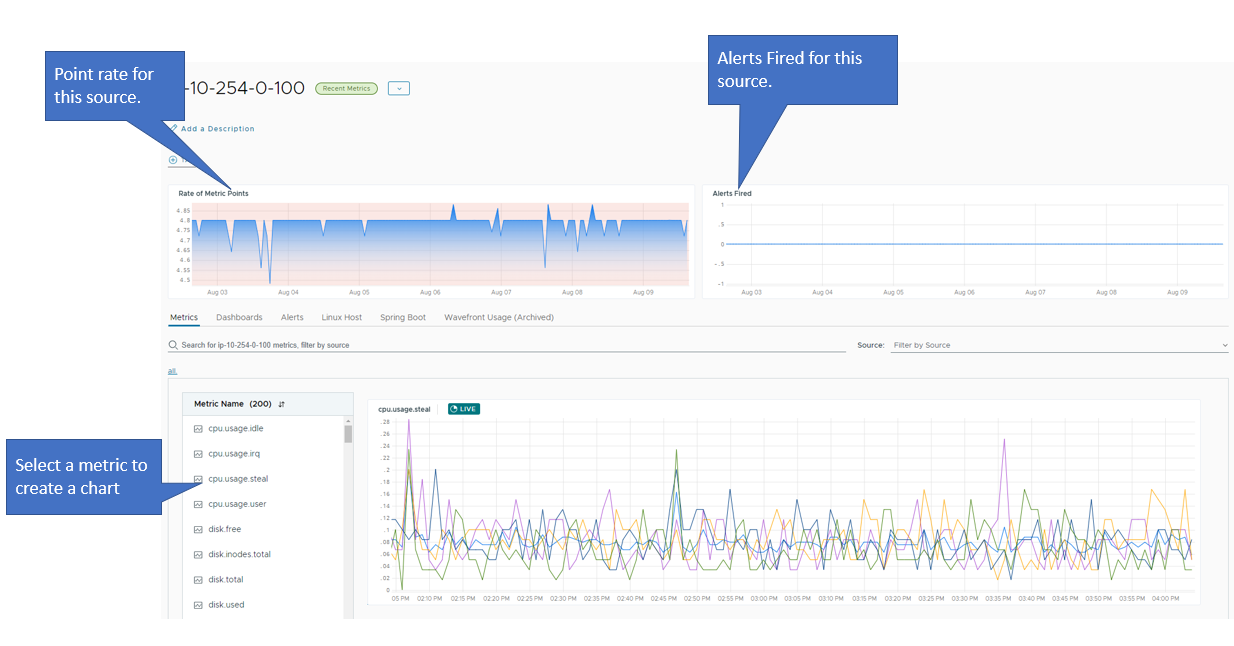 Point rate for
this source.
Alerts Fired for this
source.
-10-254-0-100
Recent Metrics
Add a Description
Rate of Metric Points
4.85
4.8
4.75
4.7
4.65
4.6
4.55
4.5
Aug 03 Aug 04 Aug 05 Aug 06 Aug 07 Aug 08 Aug 09
Alerts Fired
1
.5
0
-.5
-1
Aug 03 Aug 04 Aug 05 Aug 06 Aug 07 Aug 08 Aug 09
Metrics Dashboards Alerts Linux Host Spring Boot Wavefront Usage (Archived)
Search for ip-10-254-0-100 metrics, filter by source
Source: Filter by Source
all.
Metric Name (200)
cpu.usage.idle
cpu.usage.irq
cpu.usage.steal
cpu.usage.user
disk.free
disk.inodes.total
disk.total
disk.used
Select a metric to
create a chart
cpu.usage.steal LIVE
.28
.26
.24
.22
.2
.18
.16
.14
.12
.10
.08
.06
.04
.02
0
05 PM 02:10 PM 02:15 PM 02:20 PM 02:25 PM 02:30 PM 02:35 PM 02:40 PM 02:45 PM 02:50 PM 02:55 PM 03:00 PM 03:05 PM 03:10 PM 03:15 PM 03:20 PM 03:25 PM 03:30 PM 03:35 PM 03:40 PM 03:45 PM 03:50 PM 03:55 PM 04:00 PM